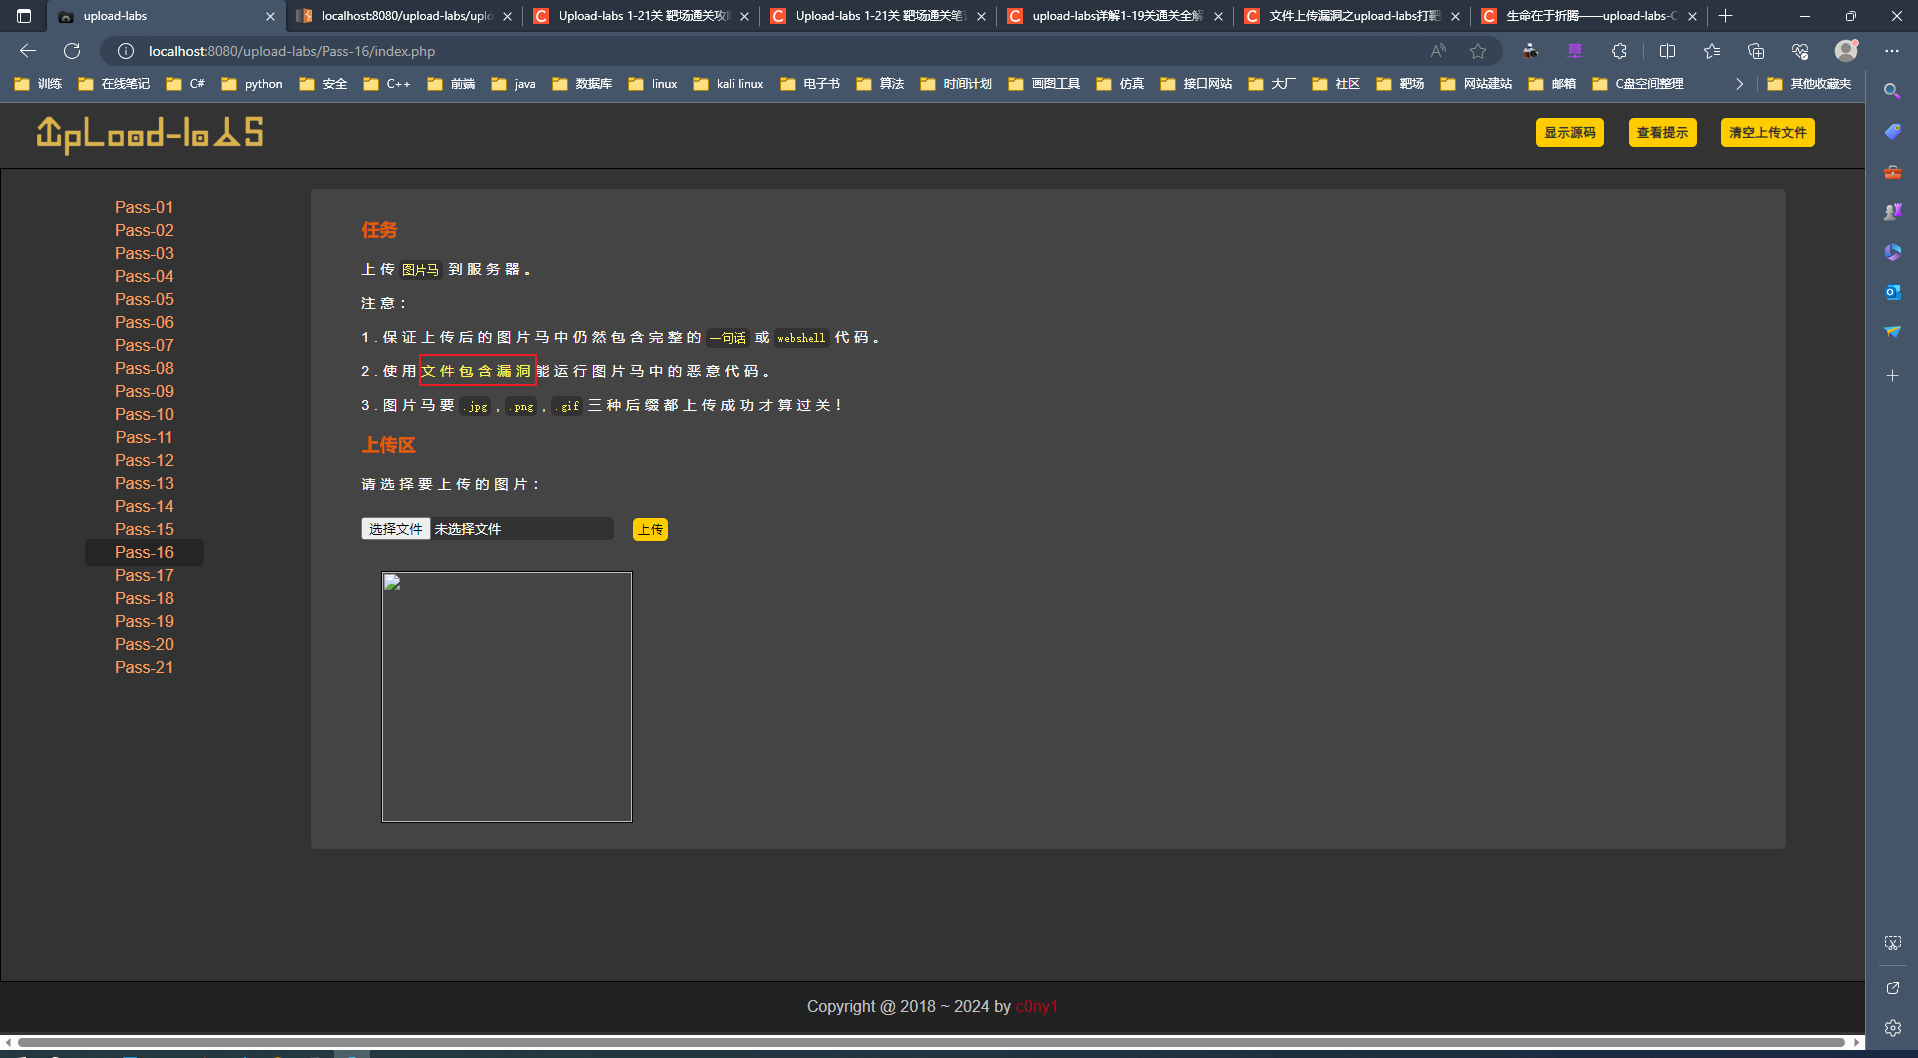 upload-labs
localhost:8080/upload-labs/uplo
Upload-labs 1-21关 靶场通关攻
Upload-labs 1-21关 靶场通关笔
upload-labs详解1-19关通关全解
文件上传漏洞之upload-labs打靶
生命在于折腾——upload-labs-
localhost:8080/upload-labs/Pass-16/index.php
训练 在线笔记 C# python 安全 C++ 前端 java 数据库 linux kali linux 电子书 算法 时间计划 画图工具 仿真 接口网站 大厂 社区 靶场 网站建站 邮箱 C盘空间整理 其他收藏夹
UpLoad-labs
显示源码 查看提示 清空上传文件
Pass-01
Pass-02
Pass-03
Pass-04
Pass-05
Pass-06
Pass-07
Pass-08
Pass-09
Pass-10
Pass-11
Pass-12
Pass-13
Pass-14
Pass-15
Pass-16
Pass-17
Pass-18
Pass-19
Pass-20
Pass-21
任务
上传 图片马 到服务器。
注意：
1.保证上传后的图片马中仍然包含完整的 一句话 或 webshell 代码。
2.使用文件包含漏洞能运行图片马中的恶意代码。
3.图片马要 .jpg , .png , .gif 三种后缀都上传成功才算过关！
上传区
请选择要上传的图片：
选择文件 未选择文件 上传
Copyright @ 2018 ~ 2024 by c0ny1